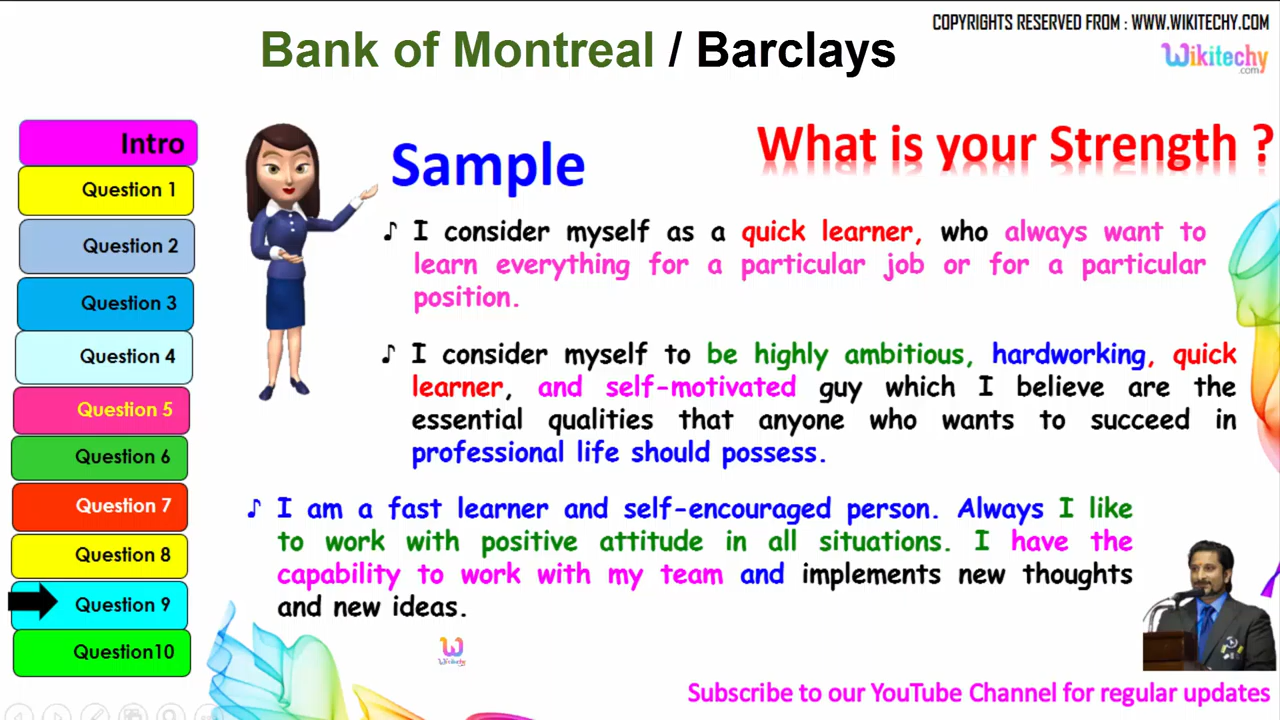 COPYRIGHTS RESERVED FROM : WWW.WIKITECHY.COM
Bank of Montreal / Barclays
Wikitechy
.com
Intro
Question 1
Question 2
Question 3
Question 4
Question 5
Question 6
Question 7
Question 8
Question 9
Question10
What is your Strength ?
Sample
♪ I consider myself as a quick learner, who always want to
learn everything for a particular job or for a particular
position.
♪ I consider myself to be highly ambitious, hardworking, quick
learner, and self-motivated guy which I believe are the
essential qualities that anyone who wants to succeed in
professional life should possess.
♪ I am a fast learner and self-encouraged person. Always I like
to work with positive attitude in all situations. I have the
capability to work with my team and implements new thoughts
and new ideas.
Wikitechy
Subscribe to our YouTube Channel for regular updates